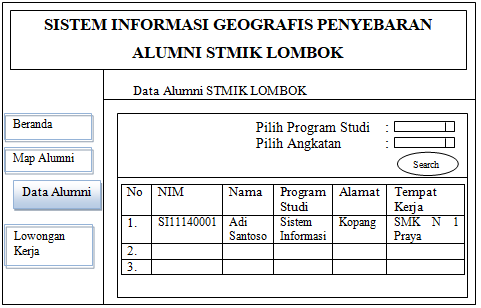 SISTEM INFORMASI GEOGRAFIS PENYEBARAN
ALUMNI STMIK LOMBOK
Data Alumni STMIK LOMBOK
Beranda
Map Alumni
Data Alumni
Lowongan
Kerja
Pilih Program Studi :
Pilih Angkatan :
Search
No NIM Nama Program Studi Alamat Tempat Kerja
1. SI11140001 Adi Santoso Sistem Informasi Kopang SMK N 1 Praya
2.
3.